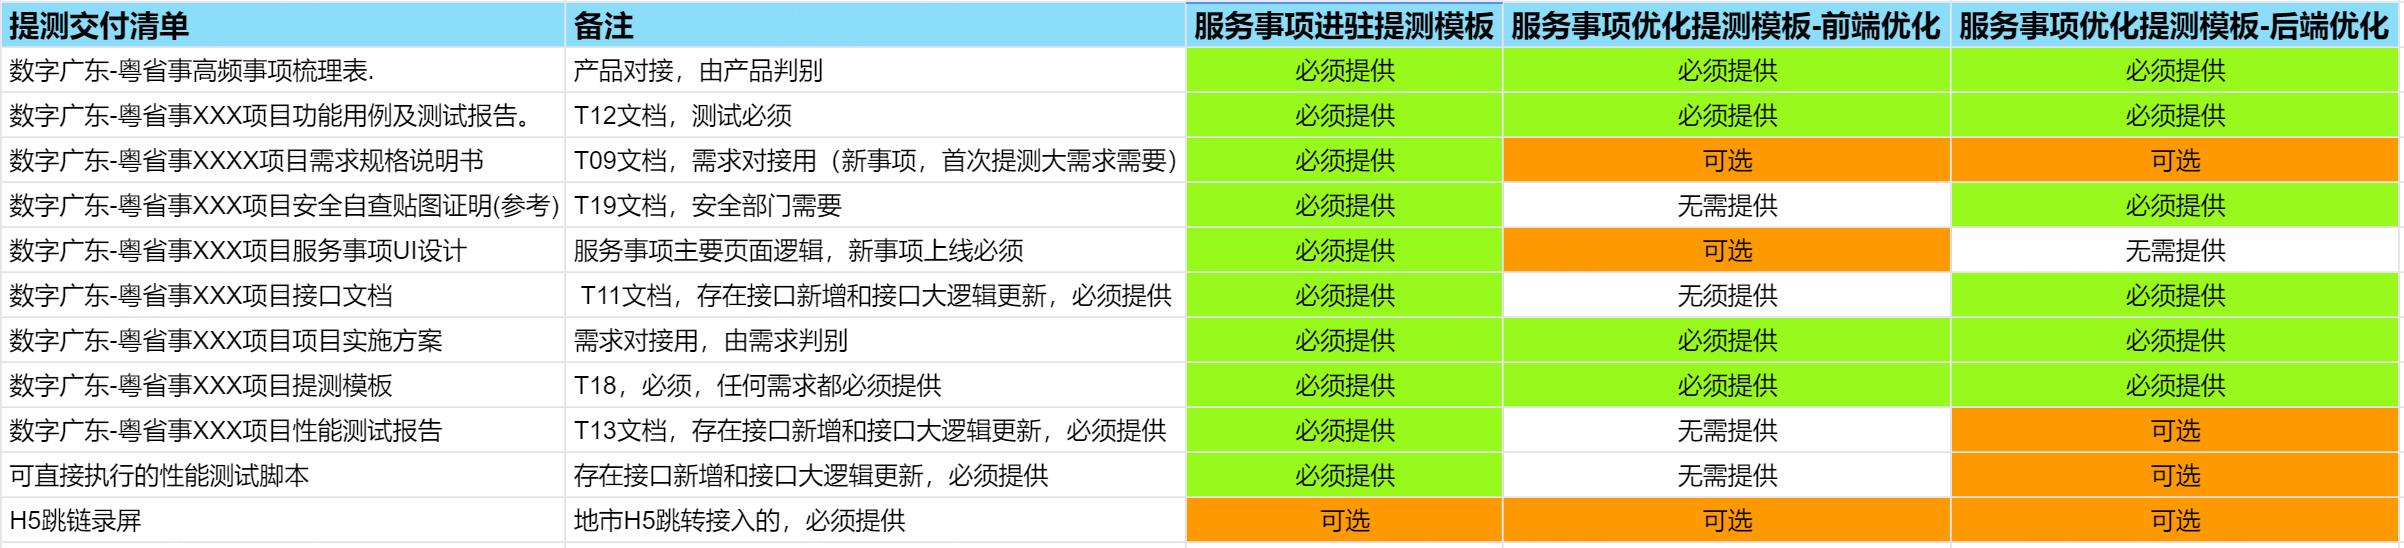 提测交付清单 备注 服务事项进驻提测模板 服务事项优化提测模板-前端优化 服务事项优化提测模板-后端优化
数字广东-粤省事高频事项梳理表. 产品对接，由产品判别 必须提供 必须提供 必须提供
数字广东-粤省事XXX项目功能用例及测试报告。 T12文档，测试必须 必须提供 必须提供 必须提供
数字广东-粤省事XXXX项目需求规格说明书 T09文档，需求对接用（新事项，首次提测大需求需要） 必须提供 可选 可选
数字广东-粤省事XXX项目安全自查贴图证明(参考) T19文档，安全部门需要 必须提供 无需提供 必须提供
数字广东-粤省事XXX项目服务事项UI设计 服务事项主要页面逻辑，新事项上线必须 必须提供 可选 无需提供
数字广东-粤省事XXX项目接口文档 T11文档，存在接口新增和接口大逻辑更新，必须提供 必须提供 无须提供 必须提供
数字广东-粤省事XXX项目项目实施方案 需求对接用，由需求判别 必须提供 必须提供 必须提供
数字广东-粤省事XXX项目提测模板 T18，必须，任何需求都必须提供 必须提供 必须提供 必须提供
数字广东-粤省事XXX项目性能测试报告 T13文档，存在接口新增和接口大逻辑更新，必须提供 必须提供 无需提供 可选
可直接执行的性能测试脚本 存在接口新增和接口大逻辑更新，必须提供 必须提供 无需提供 可选
H5跳链录屏 地市H5跳转接入的，必须提供 可选 可选 可选